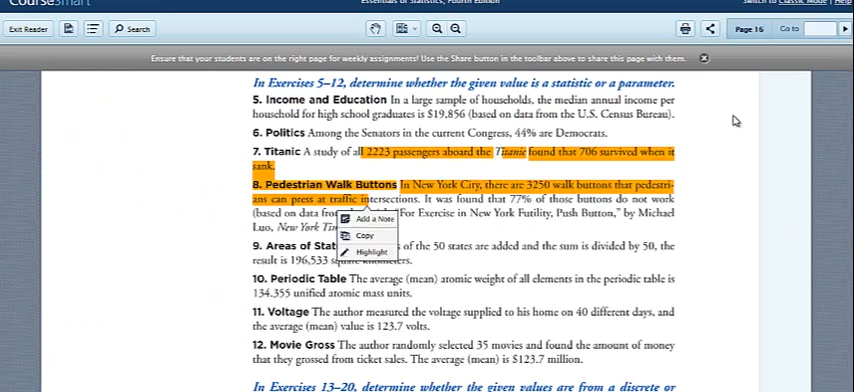 CourseSmart Essentials of Statistics, Fourth Edition Switch to Classic Mode | Help
Exit Reader Search Page 16 Go to
Ensure that your students are on the right page for weekly assignments! Use the Share button in the toolbar above to share this page with them.
In Exercises 5–12, determine whether the given value is a statistic or a parameter.
5. Income and Education In a large sample of households, the median annual income per
household for high school graduates is $19,856 (based on data from the U.S. Census Bureau).
6. Politics Among the Senators in the current Congress, 44% are Democrats.
7. Titanic A study of all 2223 passengers aboard the Titanic found that 706 survived when it
sank.
8. Pedestrian Walk Buttons In New York City, there are 3250 walk buttons that pedestri-
ans can press at traffic intersections. It was found that 77% of those buttons do not work
(based on data "For Exercise in New York Futility, Push Button," by Michael
Luo, New York
Add a Note
Copy
Highlight
9. Areas of of the 50 states are added and the sum is divided by 50, the
result is 196,533 square kilometers.
10. Periodic Table The average (mean) atomic weight of all elements in the periodic table is
134.355 unified atomic mass units.
11. Voltage The author measured the voltage supplied to his home on 40 different days, and
the average (mean) value is 123.7 volts.
12. Movie Gross The author randomly selected 35 movies and found the amount of money
that they grossed from ticket sales. The average (mean) is $123.7 million.
In Exercises 13–20, determine whether the given values are from a discrete or